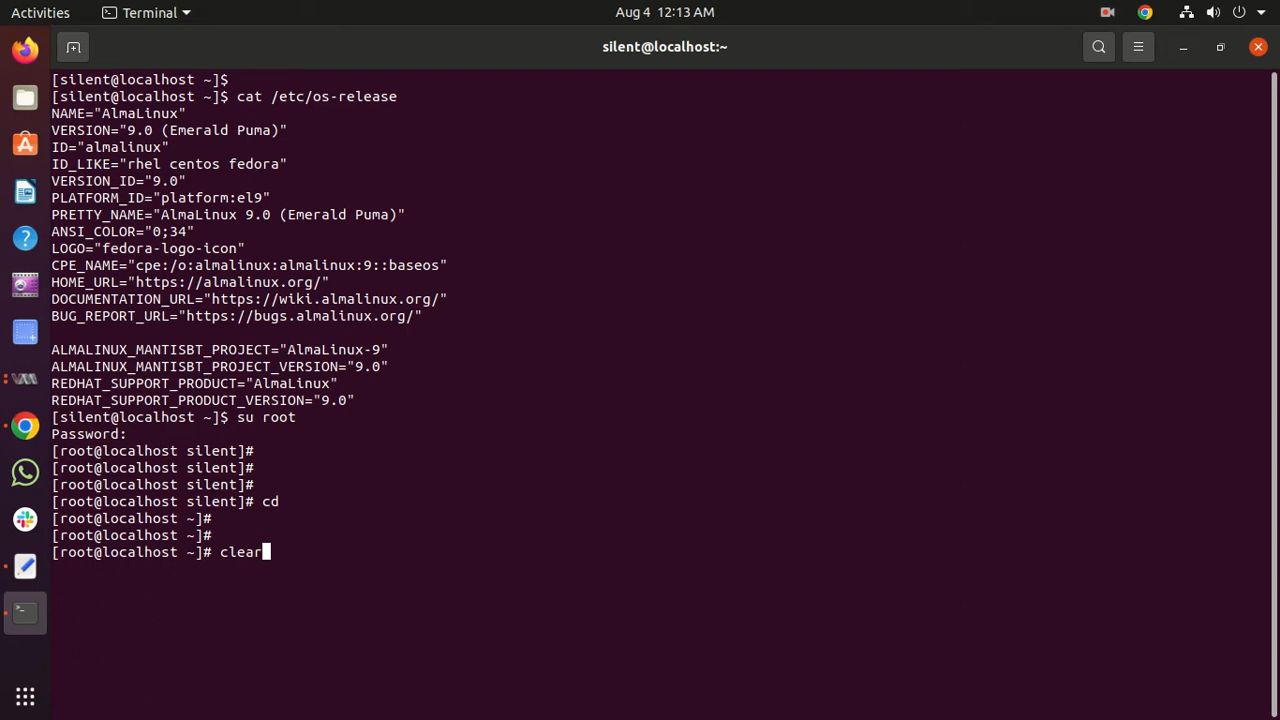 Activities
Terminal
Aug 4 12:13 AM
silent@localhost:~
[silent@localhost ~]$
[silent@localhost ~]$ cat /etc/os-release
NAME="AlmaLinux"
VERSION="9.0 (Emerald Puma)"
ID="almalinux"
ID_LIKE="rhel centos fedora"
VERSION_ID="9.0"
PLATFORM_ID="platform:el9"
PRETTY_NAME="AlmaLinux 9.0 (Emerald Puma)"
ANSI_COLOR="0;34"
LOGO="fedora-logo-icon"
CPE_NAME="cpe:/o:almalinux:almalinux:9::baseos"
HOME_URL="https://almalinux.org/"
DOCUMENTATION_URL="https://wiki.almalinux.org/"
BUG_REPORT_URL="https://bugs.almalinux.org/"

ALMALINUX_MANTISBT_PROJECT="AlmaLinux-9"
ALMALINUX_MANTISBT_PROJECT_VERSION="9.0"
REDHAT_SUPPORT_PRODUCT="AlmaLinux"
REDHAT_SUPPORT_PRODUCT_VERSION="9.0"
[silent@localhost ~]$ su root
Password:
[root@localhost silent]#
[root@localhost silent]#
[root@localhost silent]#
[root@localhost silent]# cd
[root@localhost ~]#
[root@localhost ~]#
[root@localhost ~]# clear